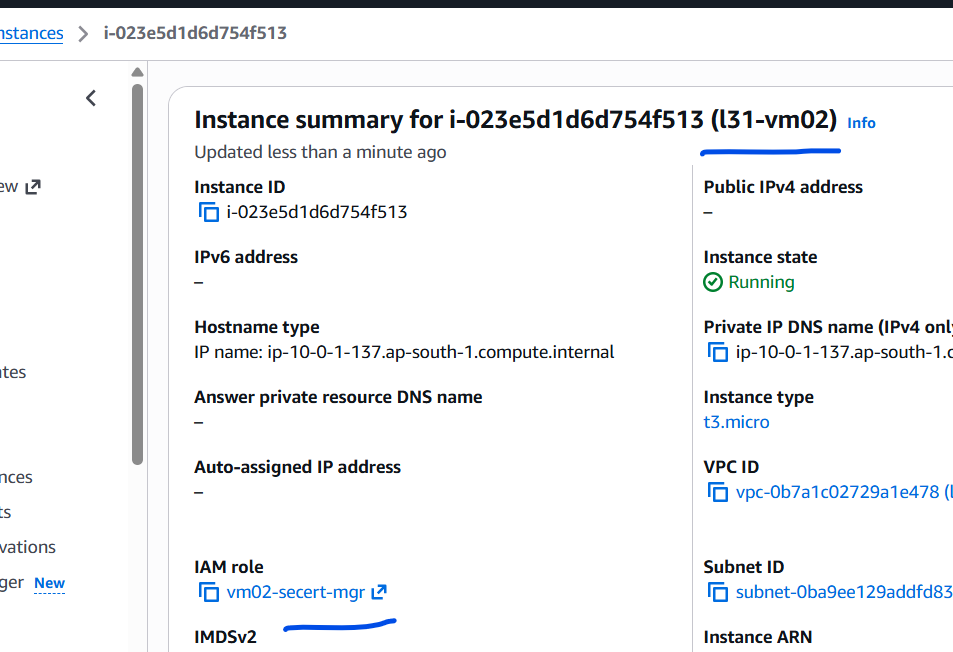 nstances > i-023e5d1d6d754f513
Instance summary for i-023e5d1d6d754f513 (l31-vm02) Info
Updated less than a minute ago
ew
tes
nces
ts
vations
ger New
Instance ID
i-023e5d1d6d754f513
Public IPv4 address
–
IPv6 address
–
Instance state
Running
Hostname type
IP name: ip-10-0-1-137.ap-south-1.compute.internal
Private IP DNS name (IPv4 only
ip-10-0-1-137.ap-south-1.c
Answer private resource DNS name
–
Instance type
t3.micro
Auto-assigned IP address
–
VPC ID
vpc-0b7a1c02729a1e478 (l
IAM role
vm02-secert-mgr
Subnet ID
subnet-0ba9ee129addfd83
IMDSv2
Instance ARN